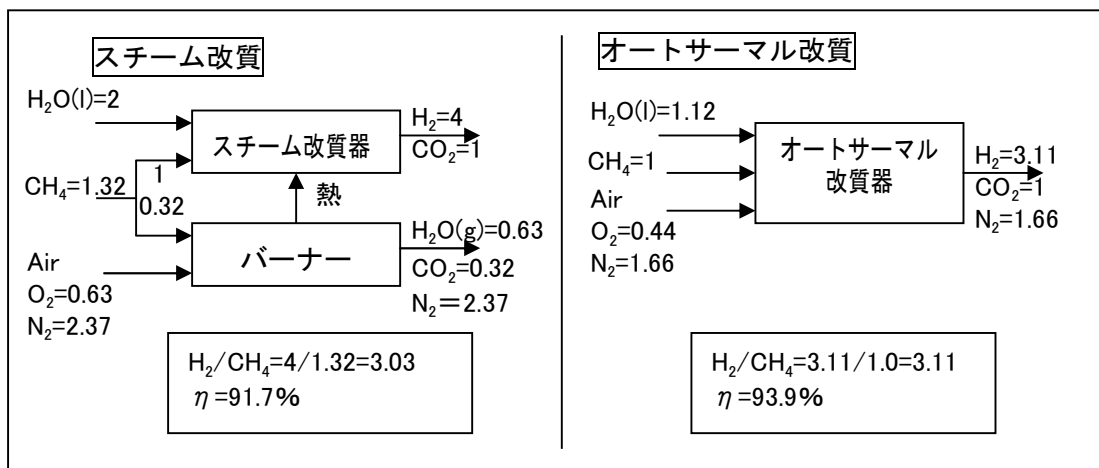 スチーム改質
H₂O(l)=2
スチーム改質器
H₂=4
CO₂=1
CH₄=1.32
1
0.32
熱
バーナー
H₂O(g)=0.63
CO₂=0.32
N₂＝2.37
Air
O₂=0.63
N₂=2.37
H₂/CH₄=4/1.32=3.03
η=91.7%
オートサーマル改質
H₂O(l)=1.12
CH₄=1
Air
O₂=0.44
N₂=1.66
オートサーマル
改質器
H₂=3.11
CO₂=1
N₂=1.66
H₂/CH₄=3.11/1.0=3.11
η=93.9%